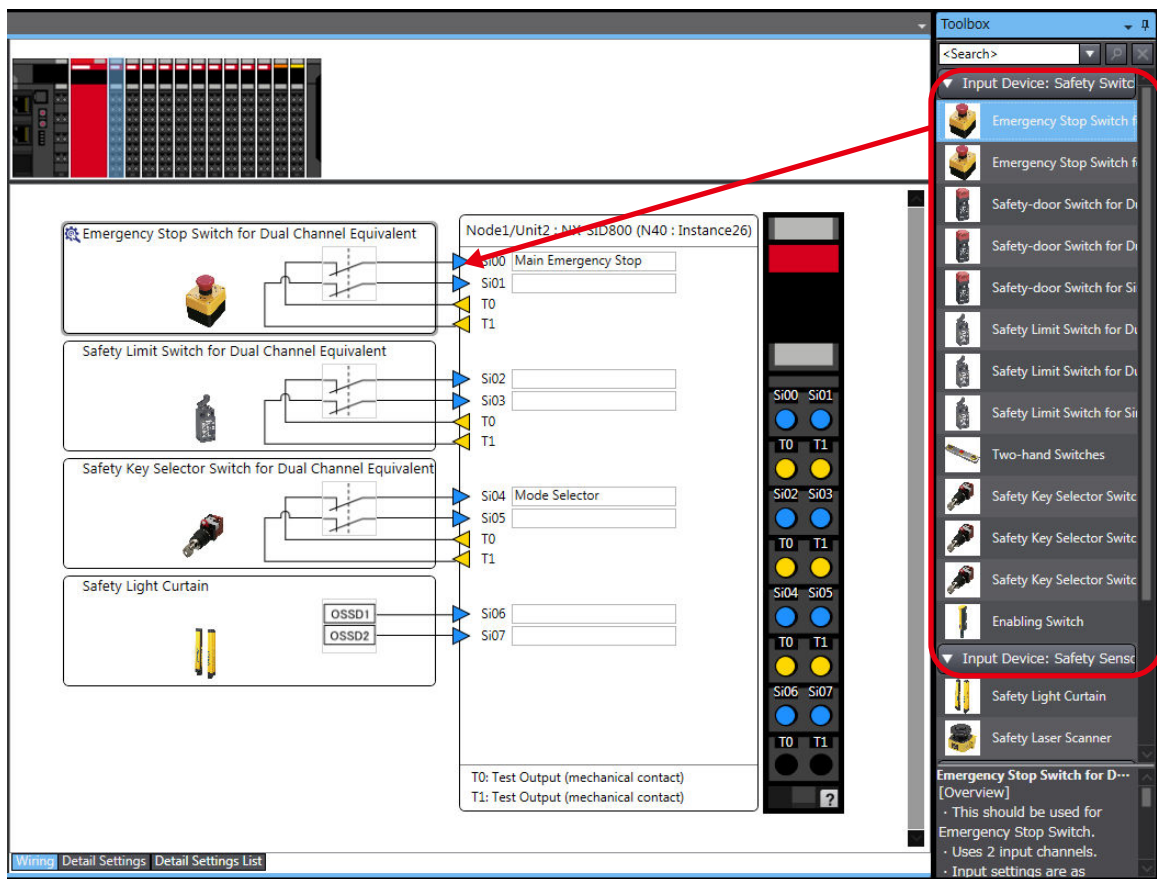 Toolbox
<Search>
Input Device: Safety Switc
Emergency Stop Switch f
Emergency Stop Switch f
Safety-door Switch for D
Safety-door Switch for D
Safety-door Switch for Si
Safety Limit Switch for Du
Safety Limit Switch for Du
Safety Limit Switch for Si
Two-hand Switches
Safety Key Selector Switc
Safety Key Selector Switc
Safety Key Selector Switc
Enabling Switch
Input Device: Safety Senso
Safety Light Curtain
Safety Laser Scanner
Emergency Stop Switch for D···
[Overview]
· This should be used for
Emergency Stop Switch.
· Uses 2 input channels.
· Input settings are as
Emergency Stop Switch for Dual Channel Equivalent
Safety Limit Switch for Dual Channel Equivalent
Safety Key Selector Switch for Dual Channel Equivalent
Safety Light Curtain
OSSD1
OSSD2
Node1/Unit2 : NX-SID800 (N40 : Instance26)
Si00 Main Emergency Stop
Si01
T0
T1
Si02
Si03
T0
T1
Si04 Mode Selector
Si05
T0
T1
Si06
Si07
T0: Test Output (mechanical contact)
T1: Test Output (mechanical contact)
Si00 Si01
T0 T1
Si02 Si03
T0 T1
Si04 Si05
T0 T1
Si06 Si07
T0 T1
?
Wiring Detail Settings Detail Settings List